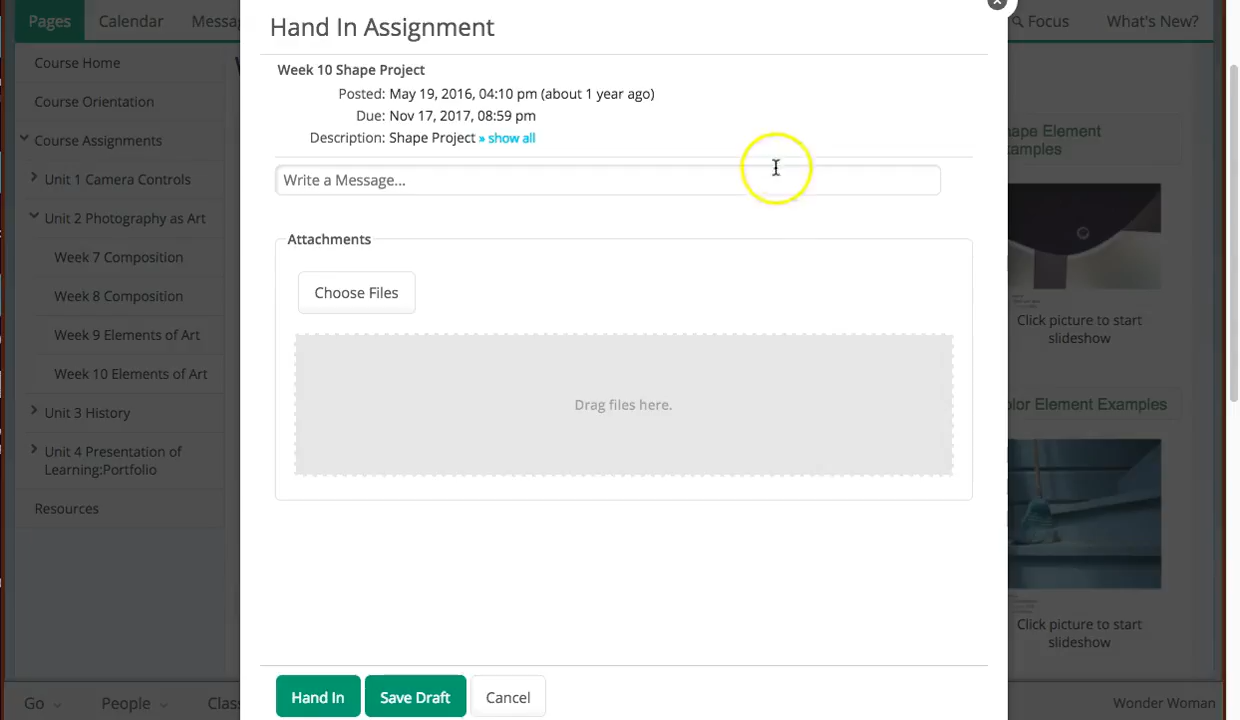 Pages
Calendar
Focus
What's New?
Hand In Assignment
Week 10 Shape Project
Posted: May 19, 2016, 04:10 pm (about 1 year ago)
Due: Nov 17, 2017, 08:59 pm
Description: Shape Project » show all
Write a Message...
Attachments
Choose Files
Drag files here.
Hand In
Save Draft
Cancel
Course Home
Course Orientation
Course Assignments
Unit 1 Camera Controls
Unit 2 Photography as Art
Week 7 Composition
Week 8 Composition
Week 9 Elements of Art
Week 10 Elements of Art
Unit 3 History
Unit 4 Presentation of
Learning:Portfolio
Resources
Element
Click picture to start
slideshow
Element Examples
Click picture to start
slideshow
Go
People
Wonder Woman